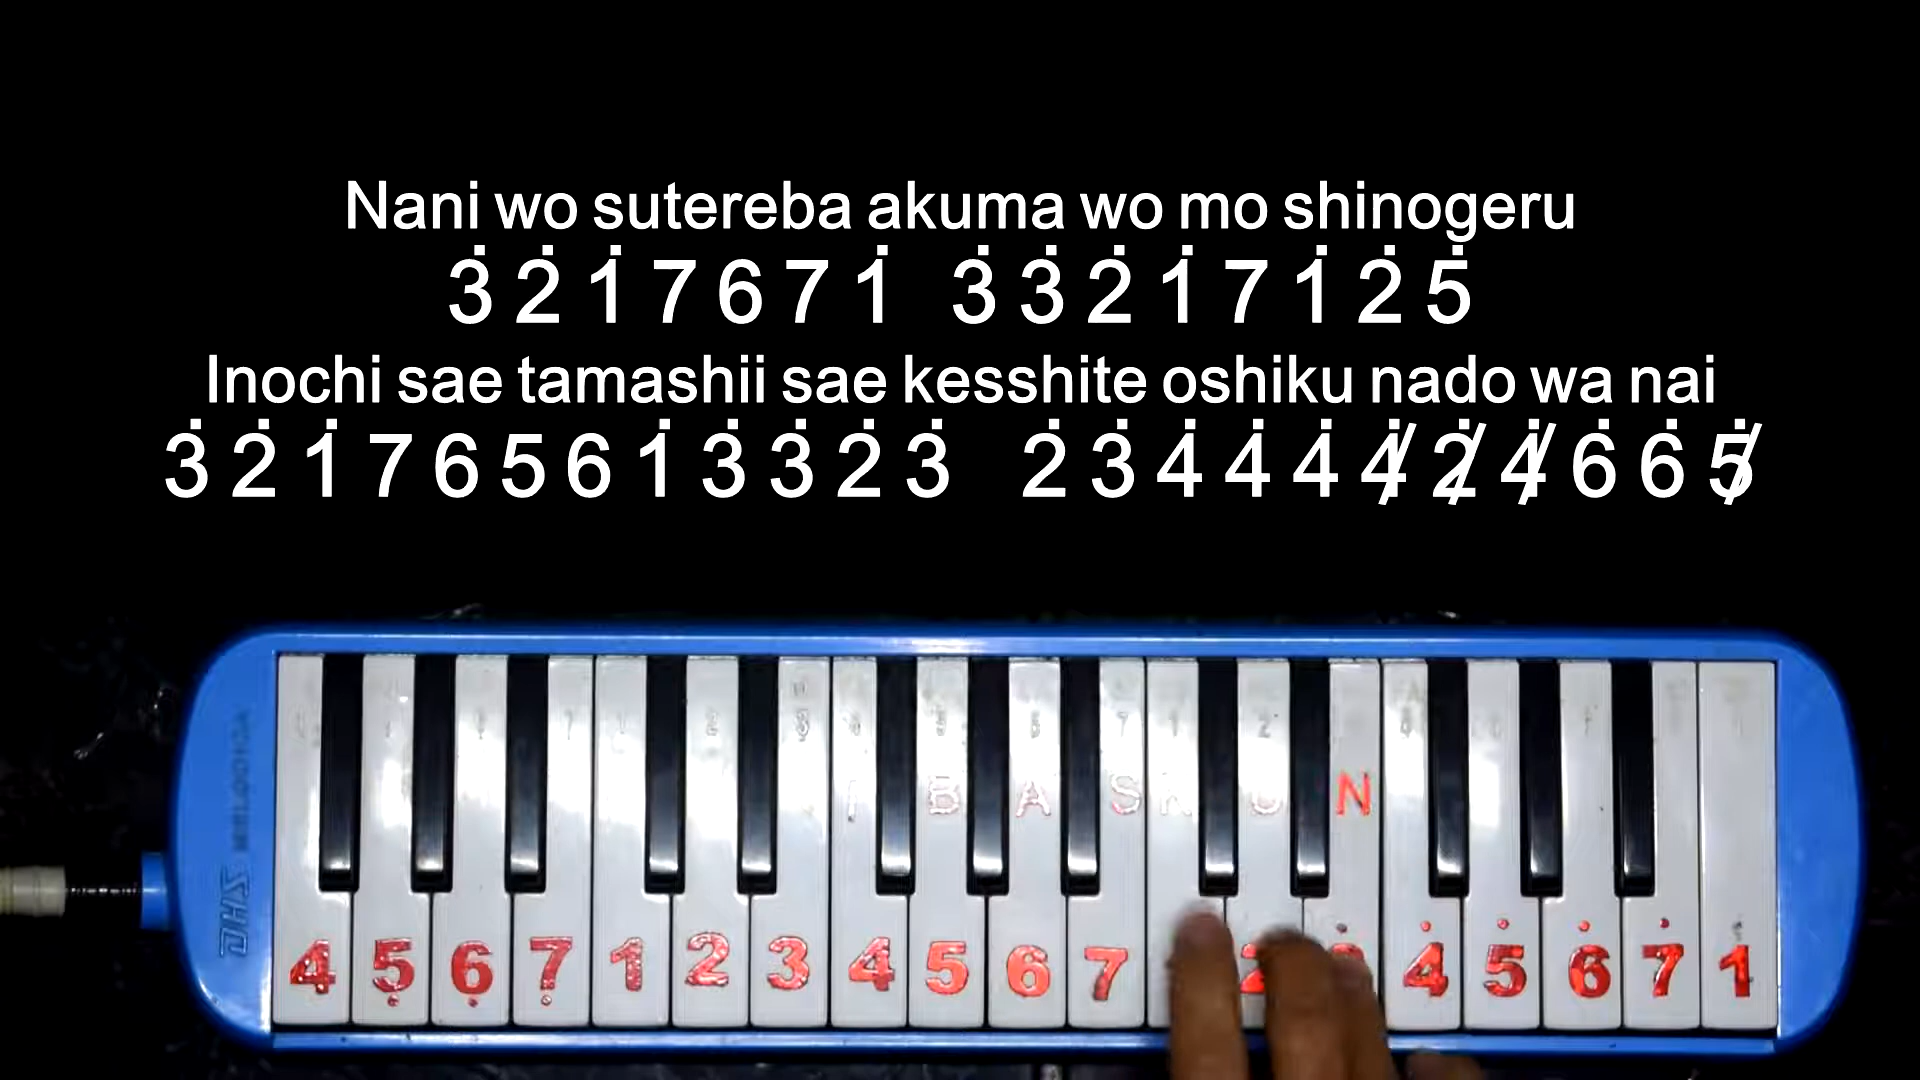 Nani wo sutereba akuma wo mo shinogeru
3̇ 2̇ 1̇ 7 6 7 1̇ 3̇ 3̇ 2̇ 1̇ 7 1̇ 2̇ 5̇
Inochi sae tamashii sae kesshite oshiku nado wa nai
3̇ 2̇ 1̇ 7 6 5 6 1̇ 3̇ 3̇ 2̇ 3̇ 2̇ 3̇ 4̇ 4̇ 4̇ 4̸̇ 2̸̇ 4̸̇ 6̇ 6̇ 5̸̇
B A S K U N
4̣ 5̣ 6̣ 7̣ 1 2 3 4 5 6 7 2 4̇ 5̇ 6̇ 7̇ 1